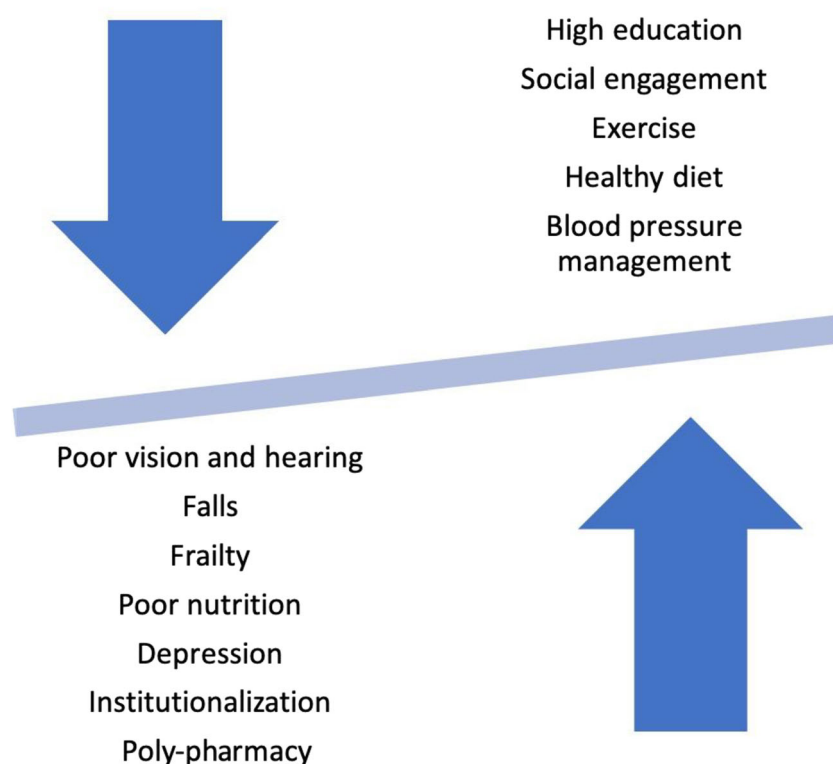 High education
Social engagement
Exercise
Healthy diet
Blood pressure
management
Poor vision and hearing
Falls
Frailty
Poor nutrition
Depression
Institutionalization
Poly-pharmacy